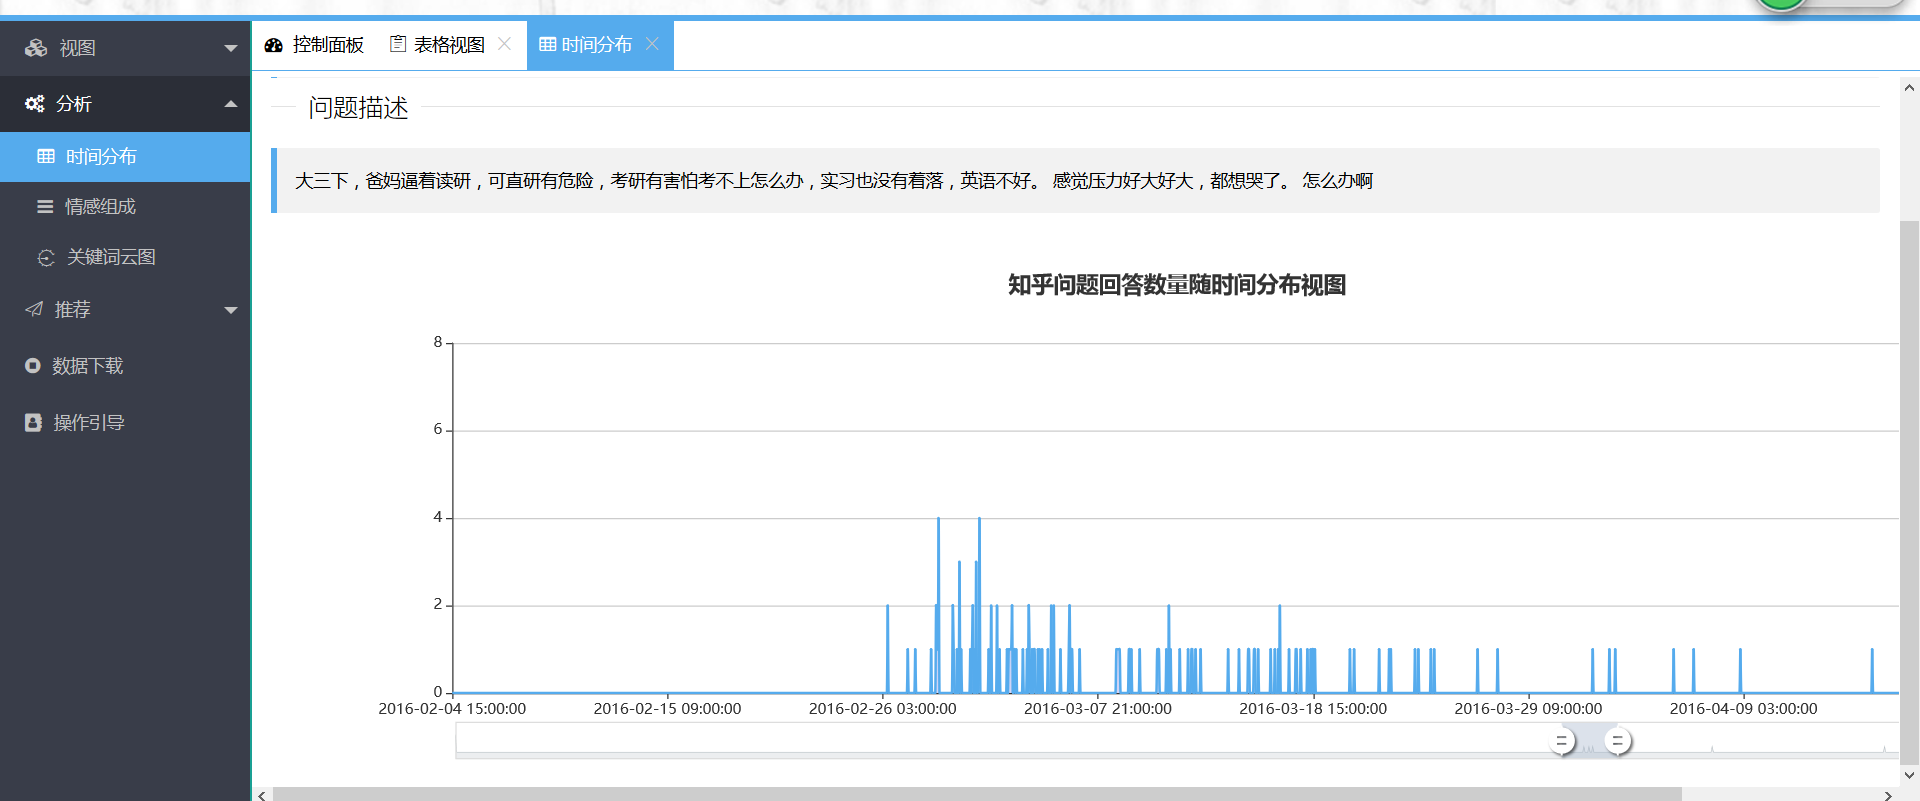 视图
分析
时间分布
情感组成
关键词云图
推荐
数据下载
操作引导
控制面板 表格视图 时间分布
问题描述
大三下，爸妈逼着读研，可直研有危险，考研有害怕考不上怎么办，实习也没有着落，英语不好。 感觉压力好大好大，都想哭了。 怎么办啊
知乎问题回答数量随时间分布视图
8
6
4
2
0
2016-02-04 15:00:00 2016-02-15 09:00:00 2016-02-26 03:00:00 2016-03-07 21:00:00 2016-03-18 15:00:00 2016-03-29 09:00:00 2016-04-09 03:00:00